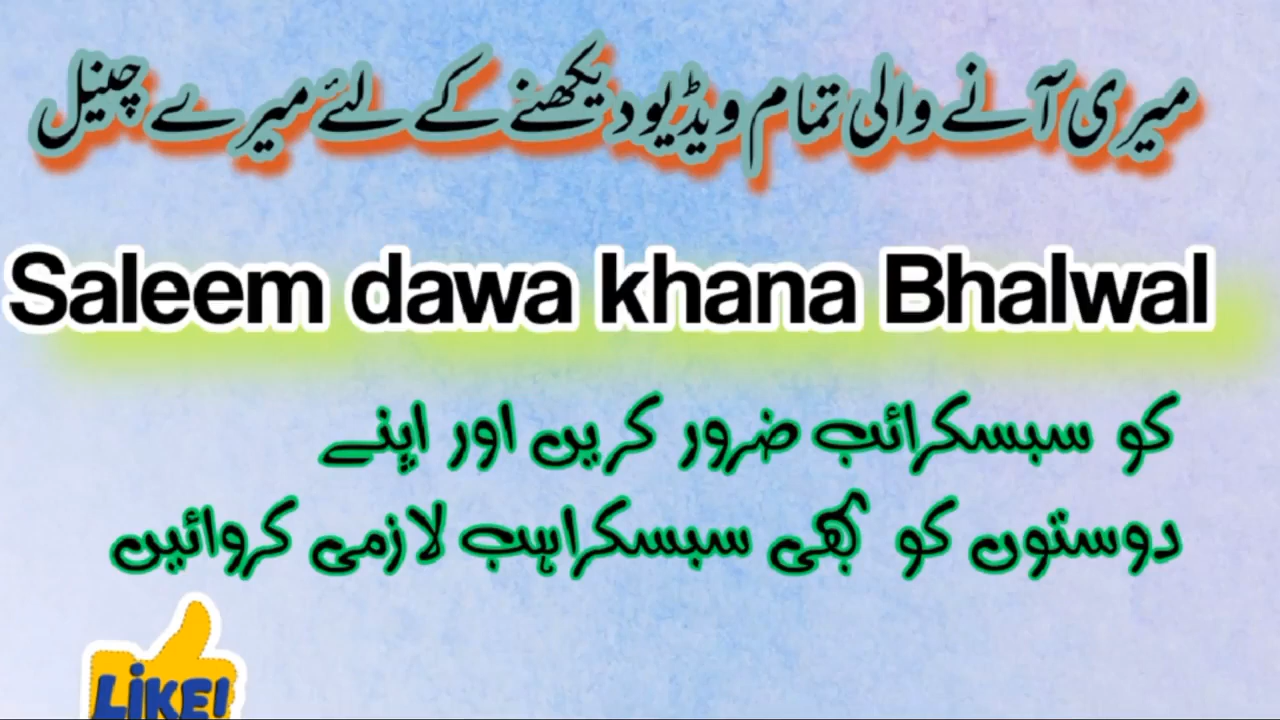 میری آنے والی تمام ویڈیو دیکھنے کے لئے میرے چینل
Saleem dawa khana Bhalwal
کو سبسکرائب ضرور کریں اور اپنے
دوستوں کو بھی سبسکراہب لازمی کروائیں
LiKE!